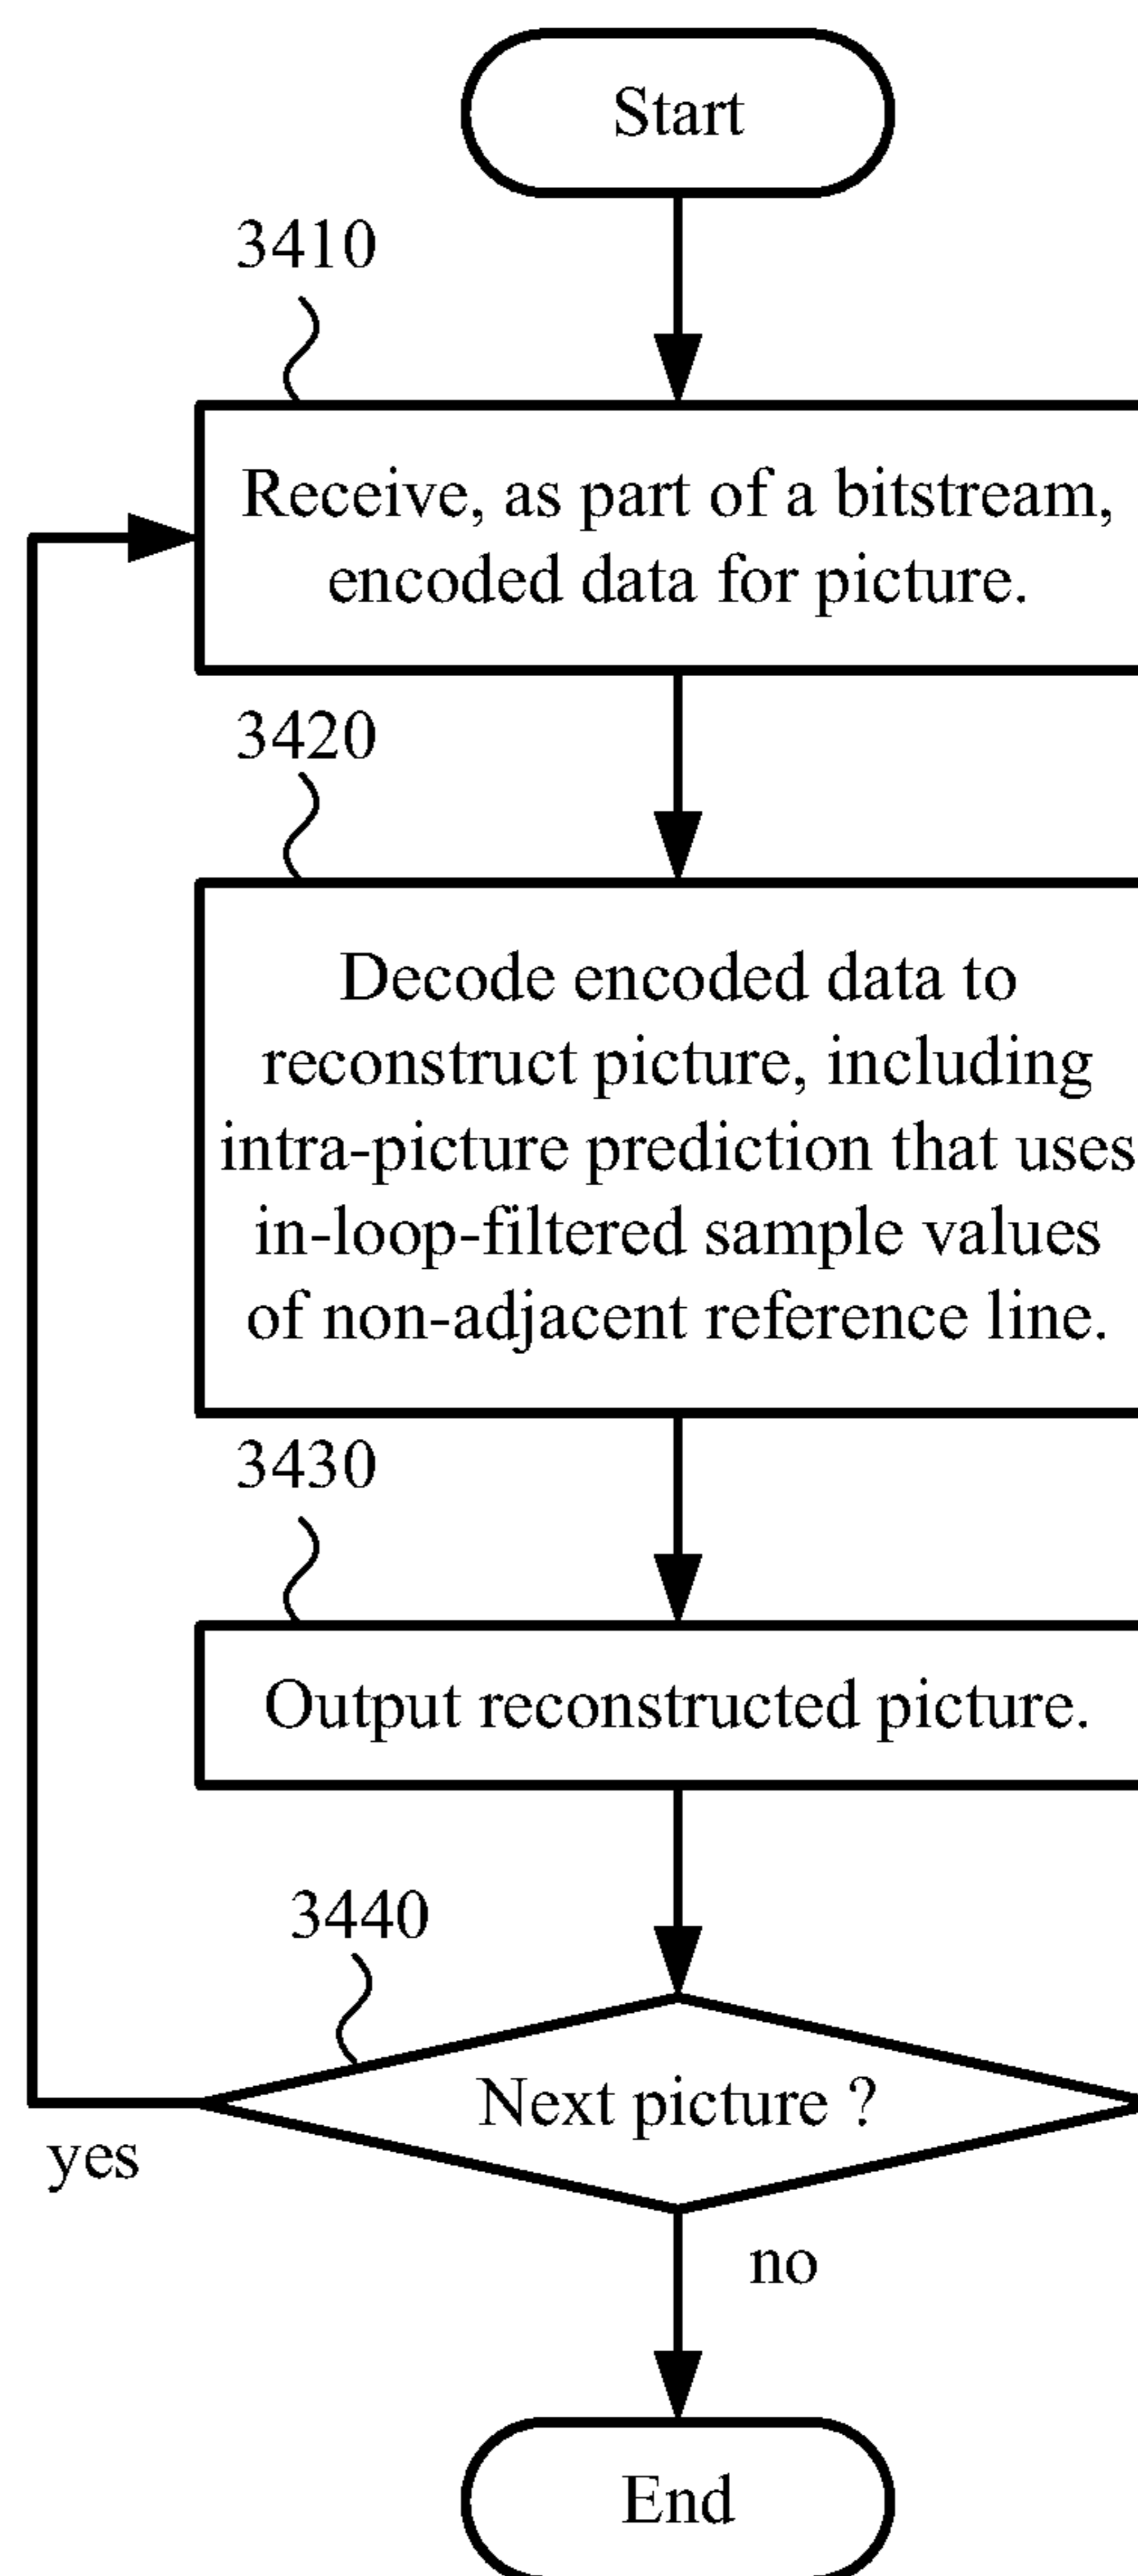 Start
3410
Receive, as part of a bitstream,
encoded data for picture.
3420
Decode encoded data to
reconstruct picture, including
intra-picture prediction that uses
in-loop-filtered sample values
of non-adjacent reference line.
3430
Output reconstructed picture.
3440
Next picture ?
yes
no
End